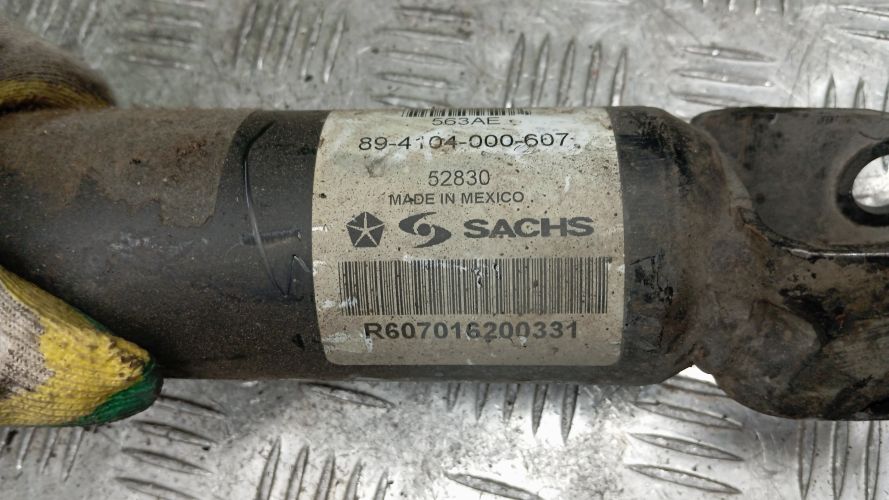 563AE
89-4104-000-607
52830
MADE IN MEXICO
SACHS
R607016200331